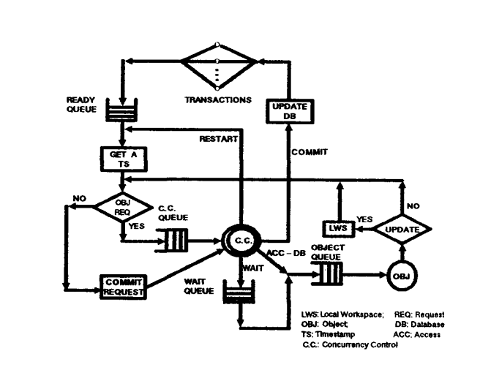 READY
QUEUE
TRANSACTIONS
UPDATE
DB
RESTART
COMMIT
GET A
TS
NO
OBJ
REQ
YES
C.C.
QUEUE
C.C.
ACC-DB
LWS
YES
UPDATE
NO
OBJECT
QUEUE
OBJ
WAIT
WAIT
QUEUE
COMMIT
REQUEST
LWS:Local Workspace; REQ: Request
OBJ: Object; DB: Database
TS: Timestamp ACC: Access
C.C.: Concurrency Control